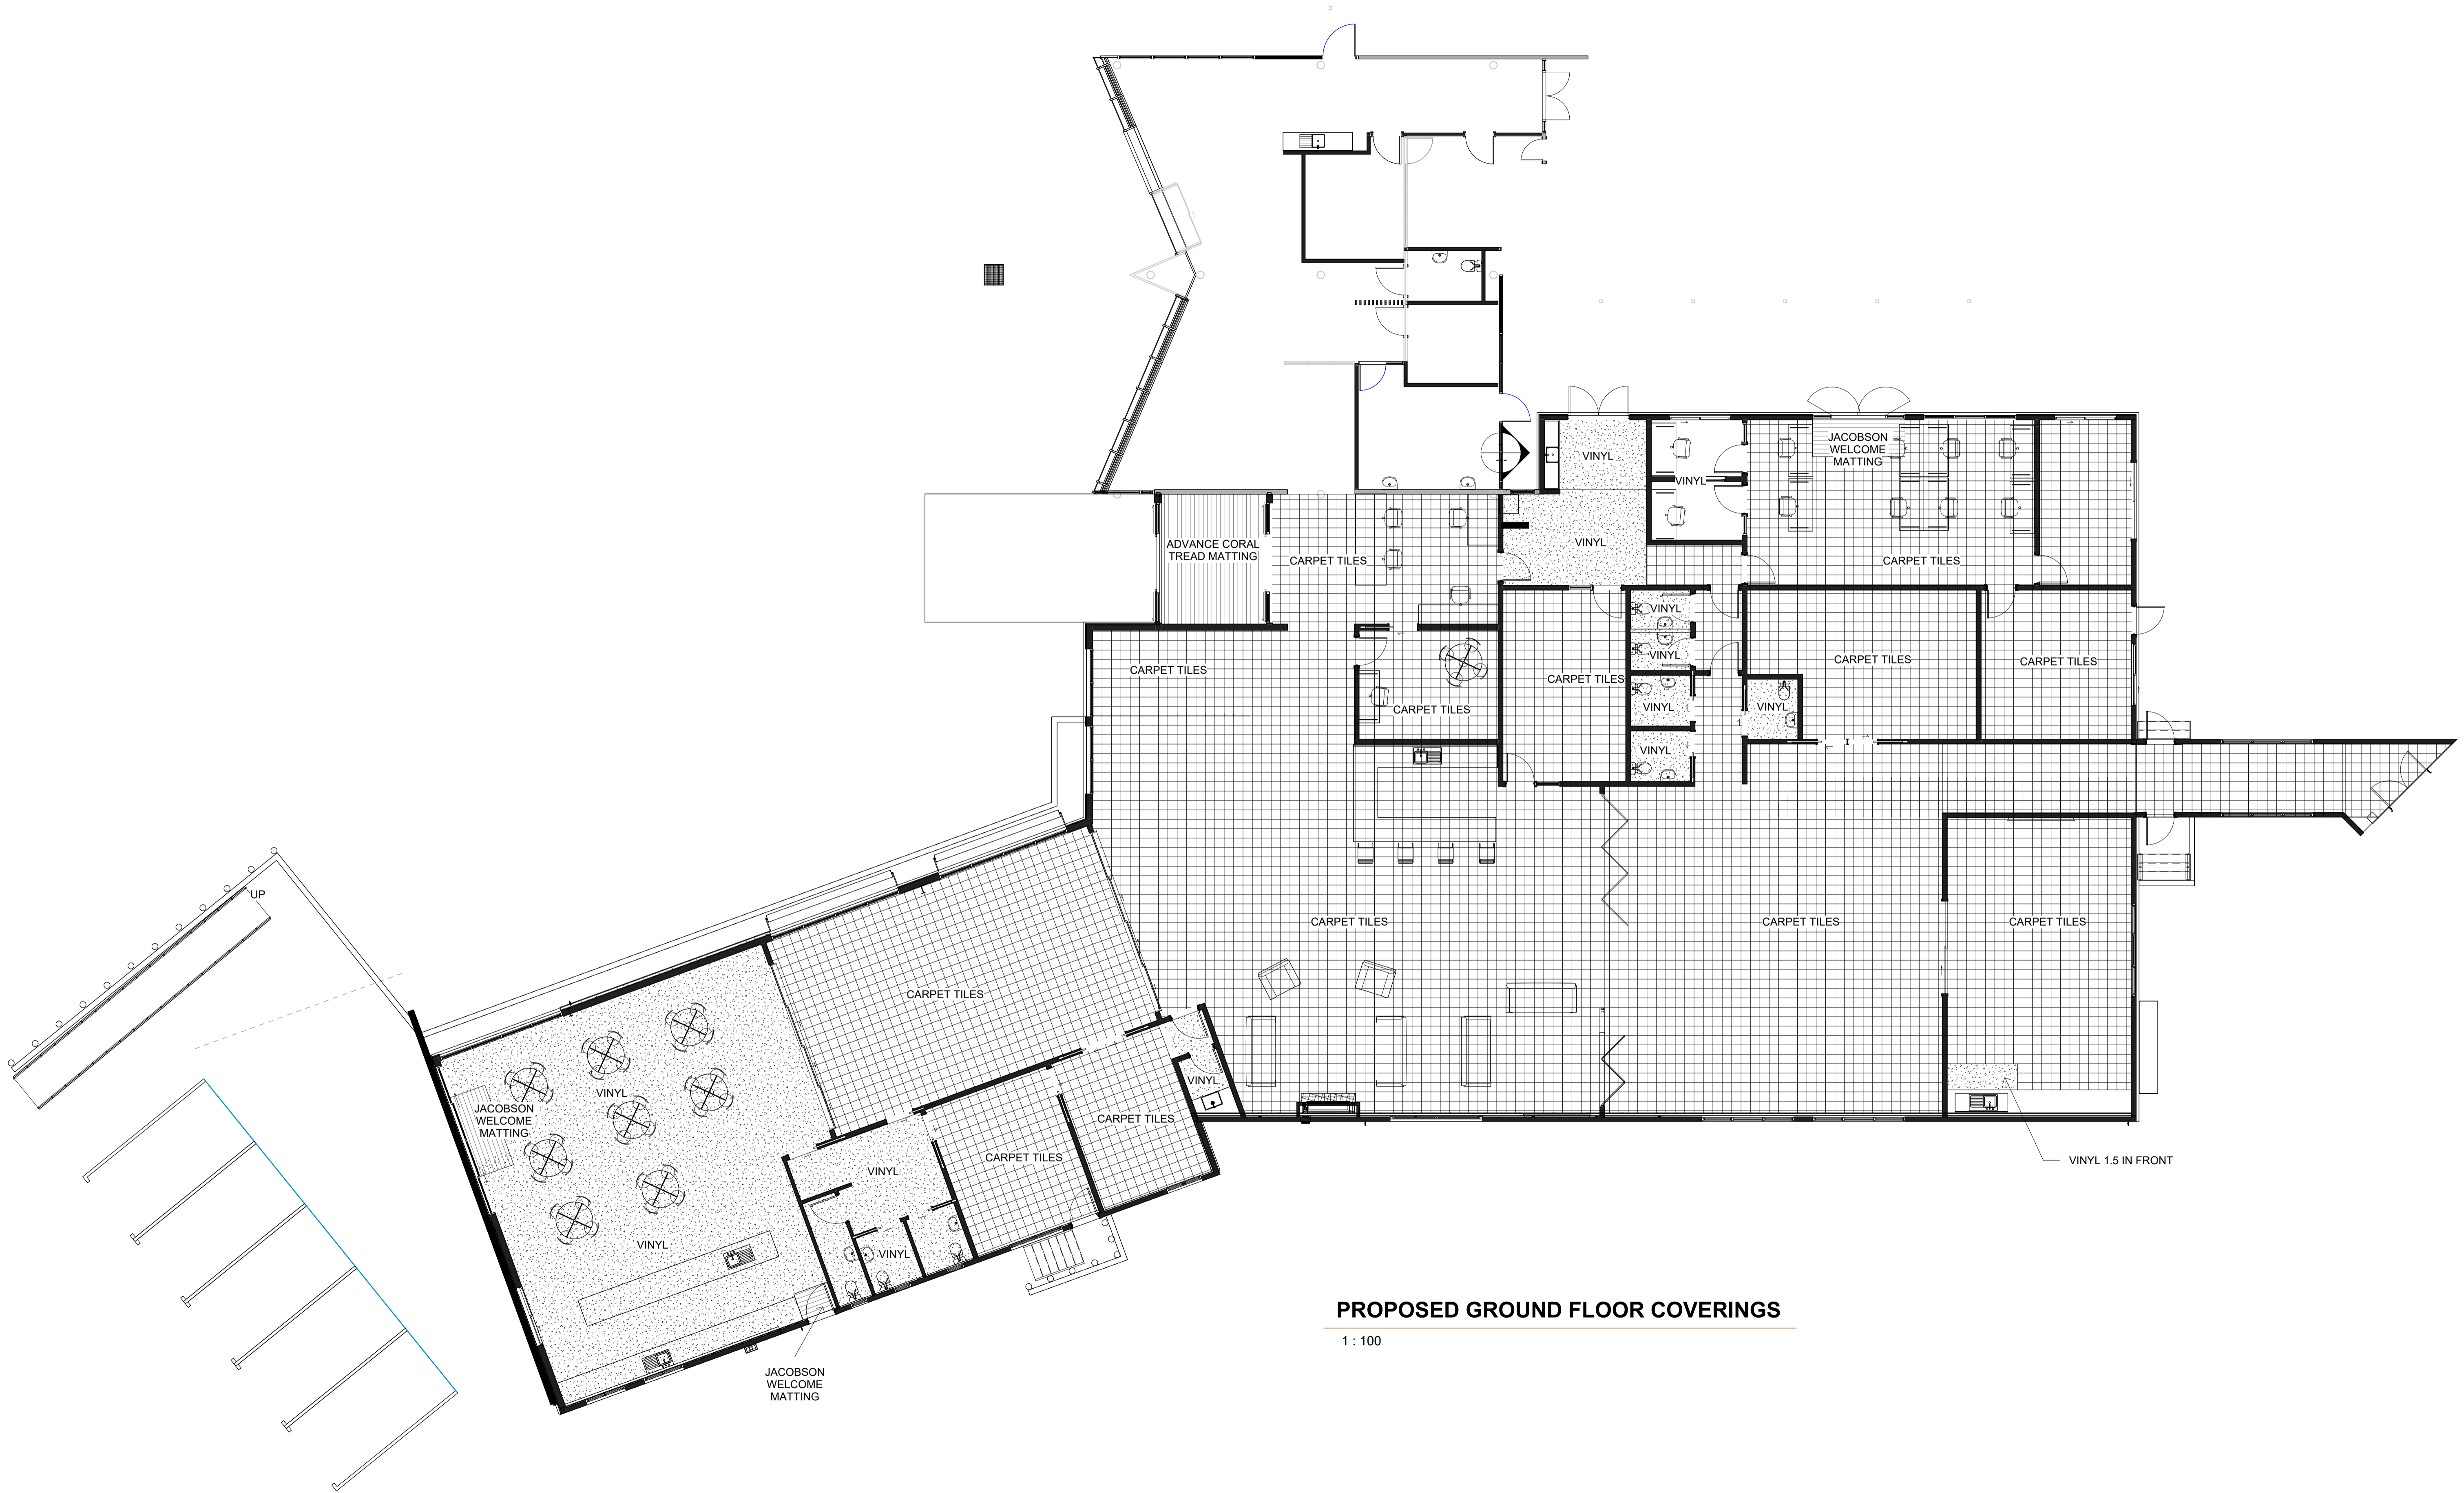 JACOBSON
WELCOME
MATTING
VINYL
VINYL
VINYL
ADVANCE CORAL
TREAD MATTING
CARPET TILES
CARPET TILES
VINYL
VINYL
CARPET TILES
CARPET TILES
CARPET TILES
CARPET TILES
CARPET TILES
VINYL
VINYL
VINYL
UP
CARPET TILES
CARPET TILES
CARPET TILES
CARPET TILES
VINYL
VINYL
JACOBSON
WELCOME
MATTING
CARPET TILES
CARPET TILES
VINYL
VINYL 1.5 IN FRONT
VINYL
VINYL
PROPOSED GROUND FLOOR COVERINGS
1 : 100
JACOBSON
WELCOME
MATTING